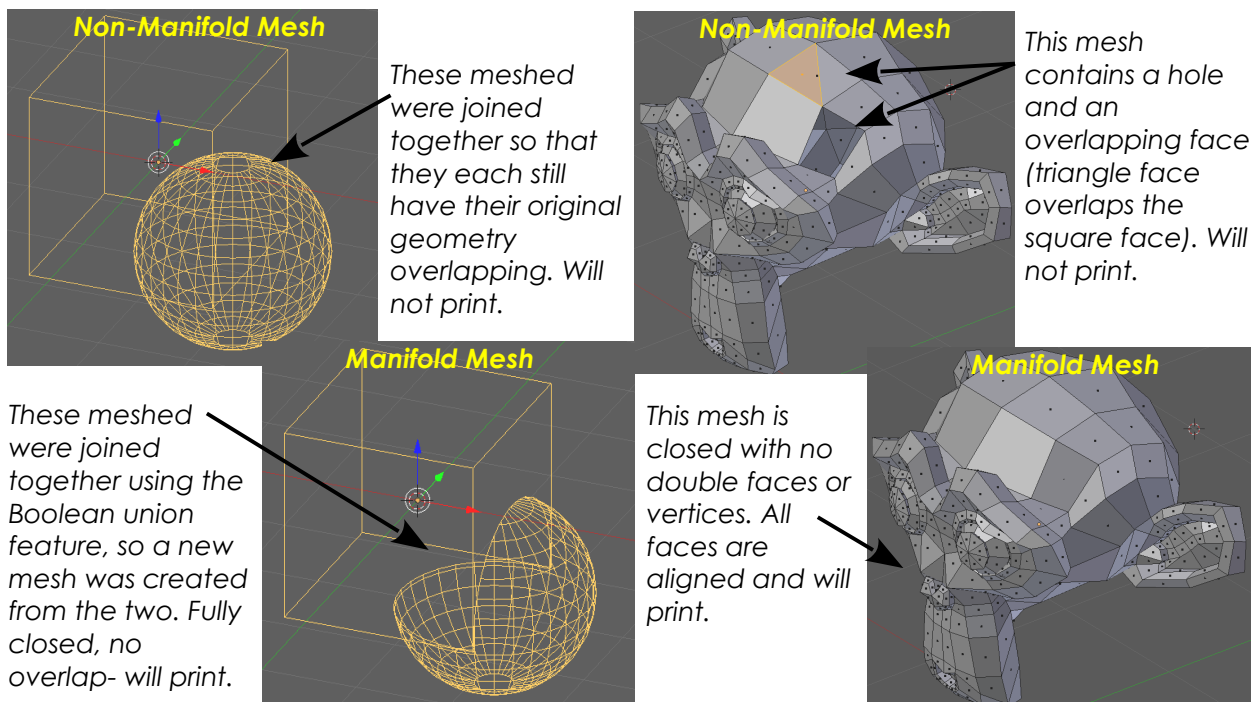 Non-Manifold Mesh
These meshed
were joined
together so that
they each still
have their original
geometry
overlapping. Will
not print.
Non-Manifold Mesh
This mesh
contains a hole
and an
overlapping face
(triangle face
overlaps the
square face). Will
not print.
Manifold Mesh
These meshed
were joined
together using the
Boolean union
feature, so a new
mesh was created
from the two. Fully
closed, no
overlap- will print.
Manifold Mesh
This mesh is
closed with no
double faces or
vertices. All
faces are
aligned and will
print.